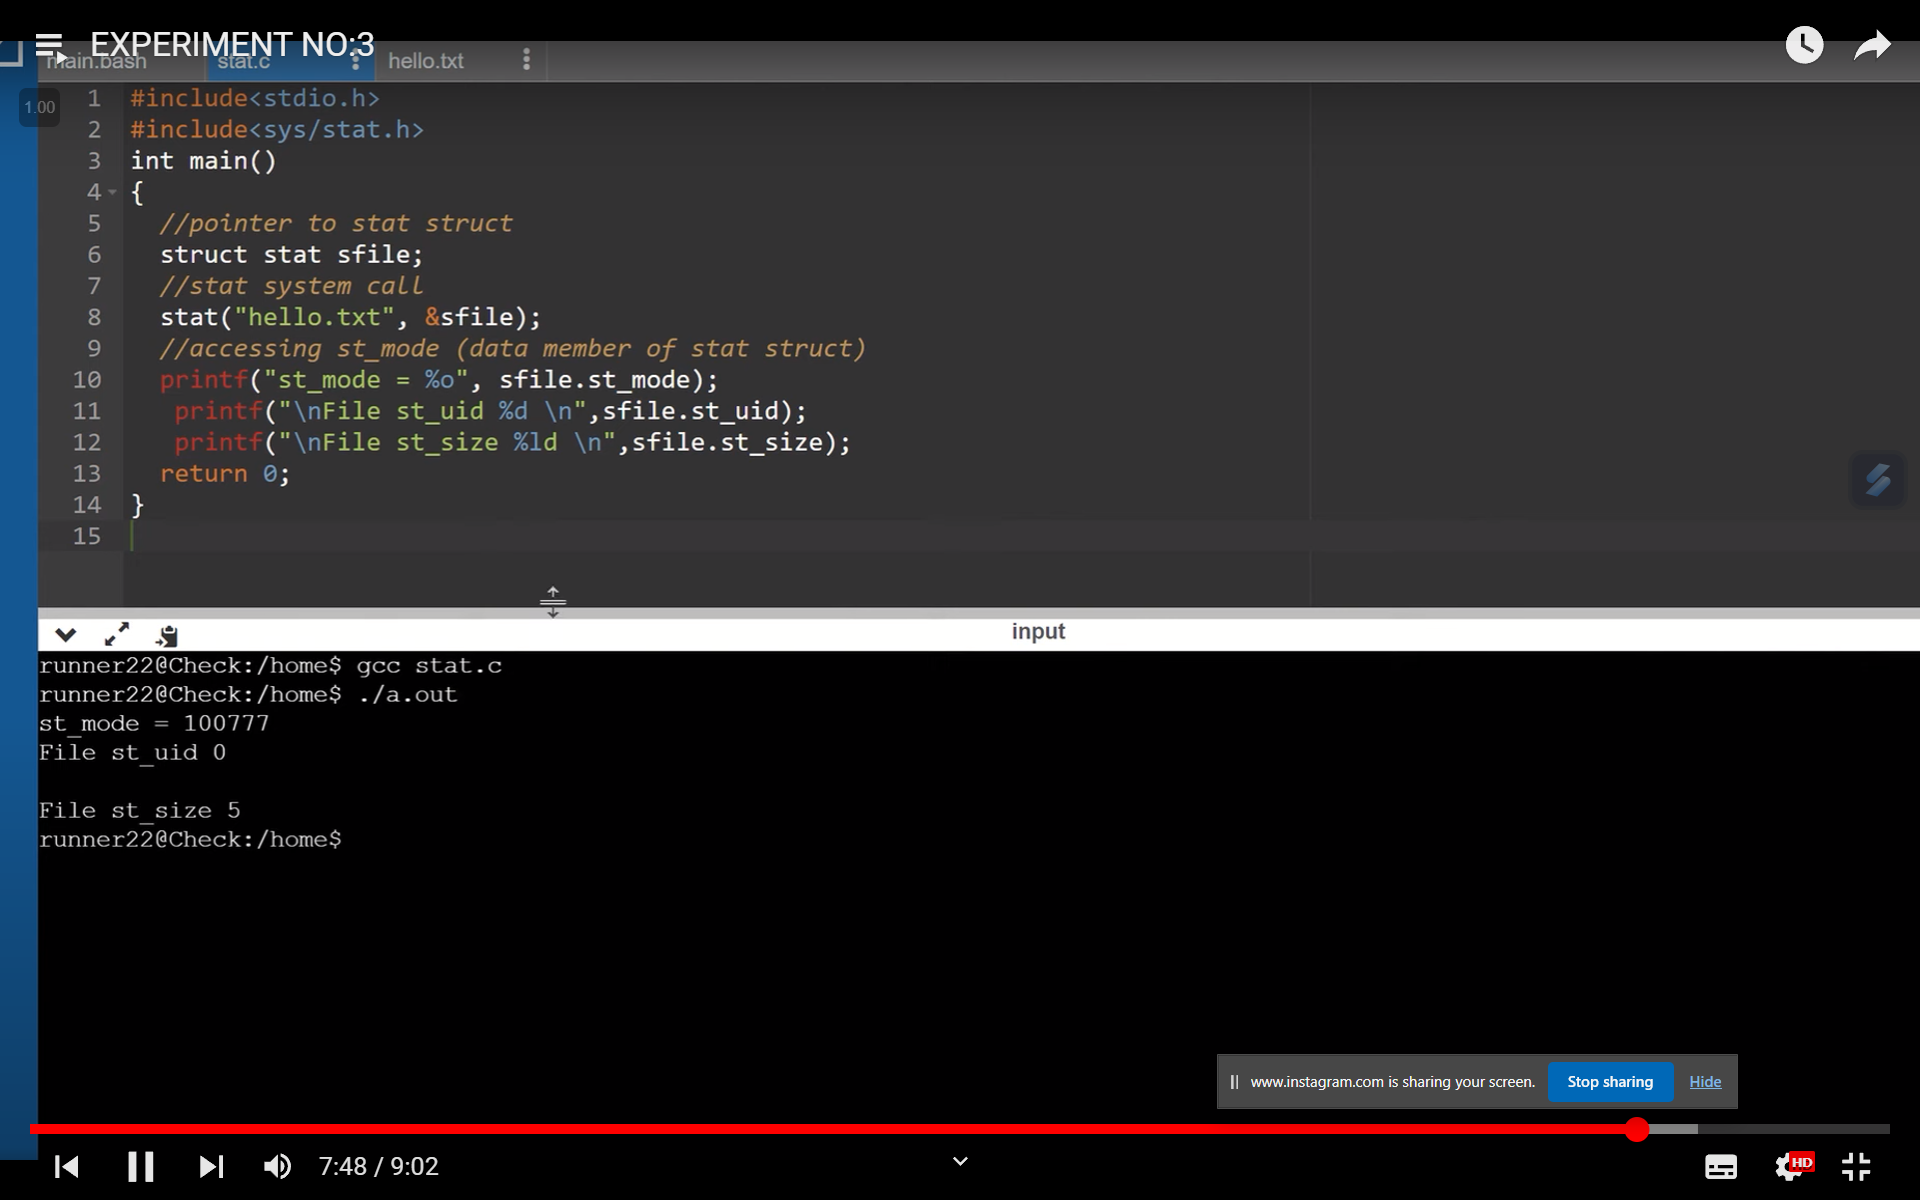 EXPERIMENT NO:3
main.bash stat.c hello.txt
1.00
1 #include<stdio.h>
2 #include<sys/stat.h>
3 int main()
4 {
5 //pointer to stat struct
6 struct stat sfile;
7 //stat system call
8 stat("hello.txt", &sfile);
9 //accessing st_mode (data member of stat struct)
10 printf("st_mode = %o", sfile.st_mode);
11 printf("\nFile st_uid %d \n",sfile.st_uid);
12 printf("\nFile st_size %ld \n",sfile.st_size);
13 return 0;
14 }
15
input
runner22@Check:/home$ gcc stat.c
runner22@Check:/home$ ./a.out
st_mode = 100777
File st_uid 0
File st_size 5
runner22@Check:/home$
www.instagram.com is sharing your screen. Stop sharing Hide
7:48 / 9:02
HD